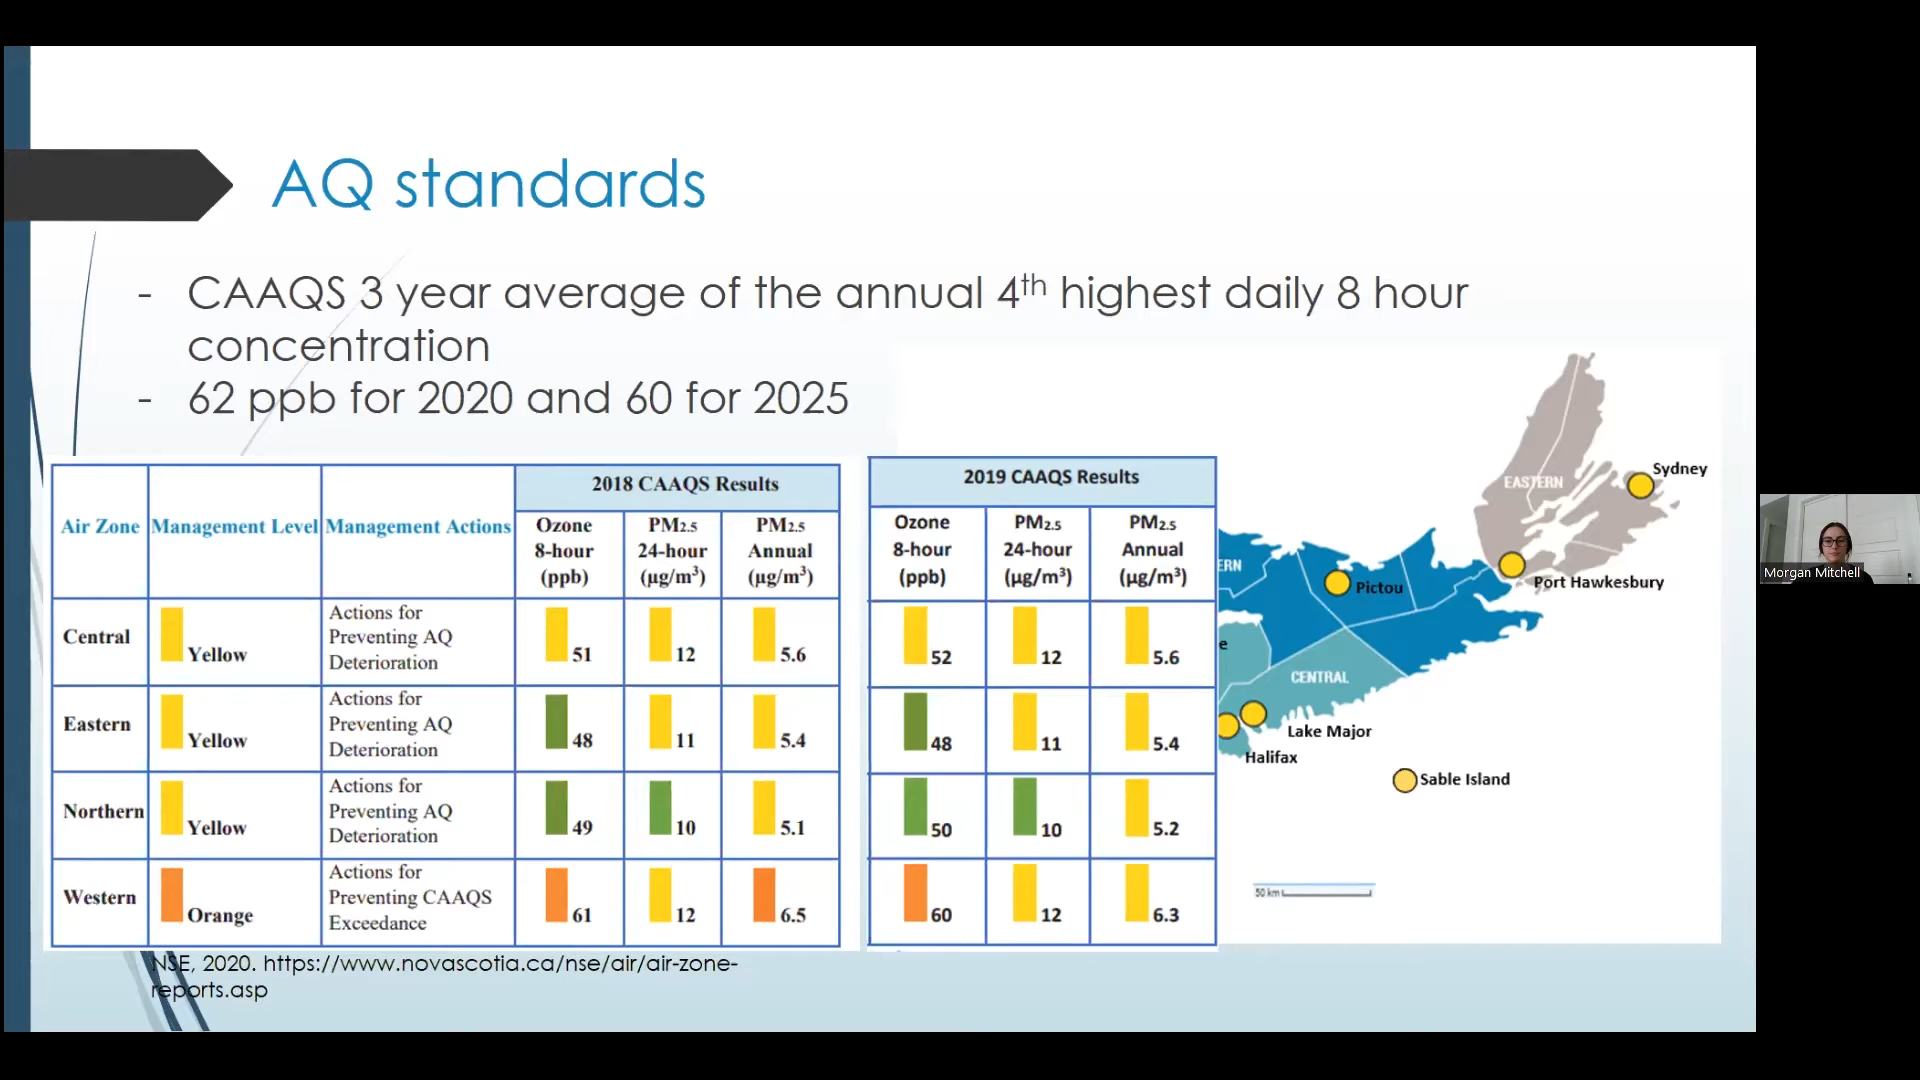 AQ standards
- CAAQS 3 year average of the annual 4th highest daily 8 hour
concentration
- 62 ppb for 2020 and 60 for 2025
2018 CAAQS Results
Air Zone Management Level Management Actions
Ozone 8-hour (ppb)
PM2.5 24-hour (µg/m³)
PM2.5 Annual (µg/m³)
Central Yellow Actions for Preventing AQ Deterioration 51 12 5.6
Eastern Yellow Actions for Preventing AQ Deterioration 48 11 5.4
Northern Yellow Actions for Preventing AQ Deterioration 49 10 5.1
Western Orange Actions for Preventing CAAQS Exceedance 61 12 6.5
2019 CAAQS Results
Ozone 8-hour (ppb)
PM2.5 24-hour (µg/m³)
PM2.5 Annual (µg/m³)
52 12 5.6
48 11 5.4
50 10 5.2
60 12 6.3
EASTERN
Sydney
Port Hawkesbury
ERN
Pictou
e
CENTRAL
Lake Major
Halifax
Sable Island
50 km
NSE, 2020. https://www.novascotia.ca/nse/air/air-zone-
reports.asp
Morgan Mitchell